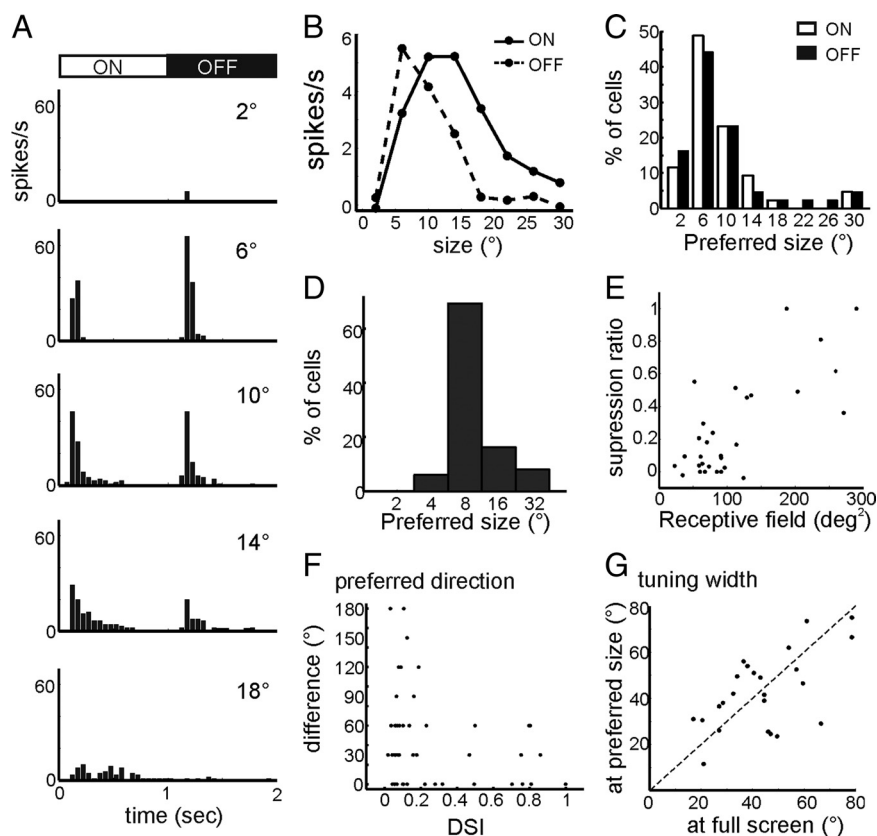 A
ON OFF
spikes/s
60
0
2°
60
0
6°
60
0
10°
60
0
14°
60
0
18°
0 1 2
time (sec)
B
spikes/s
6
4
2
0
0 5 10 15 20 25 30
size (°)
ON
OFF
C
% of cells
50
40
30
20
10
0
2 6 10 14 18 22 26 30
Preferred size (°)
ON
OFF
D
% of cells
60
40
20
0
2 4 8 16 32
Preferred size (°)
E
supression ratio
1
0.8
0.6
0.4
0.2
0
0 100 200 300
Receptive field (deg2)
F preferred direction
difference (°)
180
150
120
90
60
30
0
0 0.2 0.4 0.6 0.8 1
DSI
G tuning width
at preferred size (°)
80
60
40
20
0 20 40 60 80
at full screen (°)